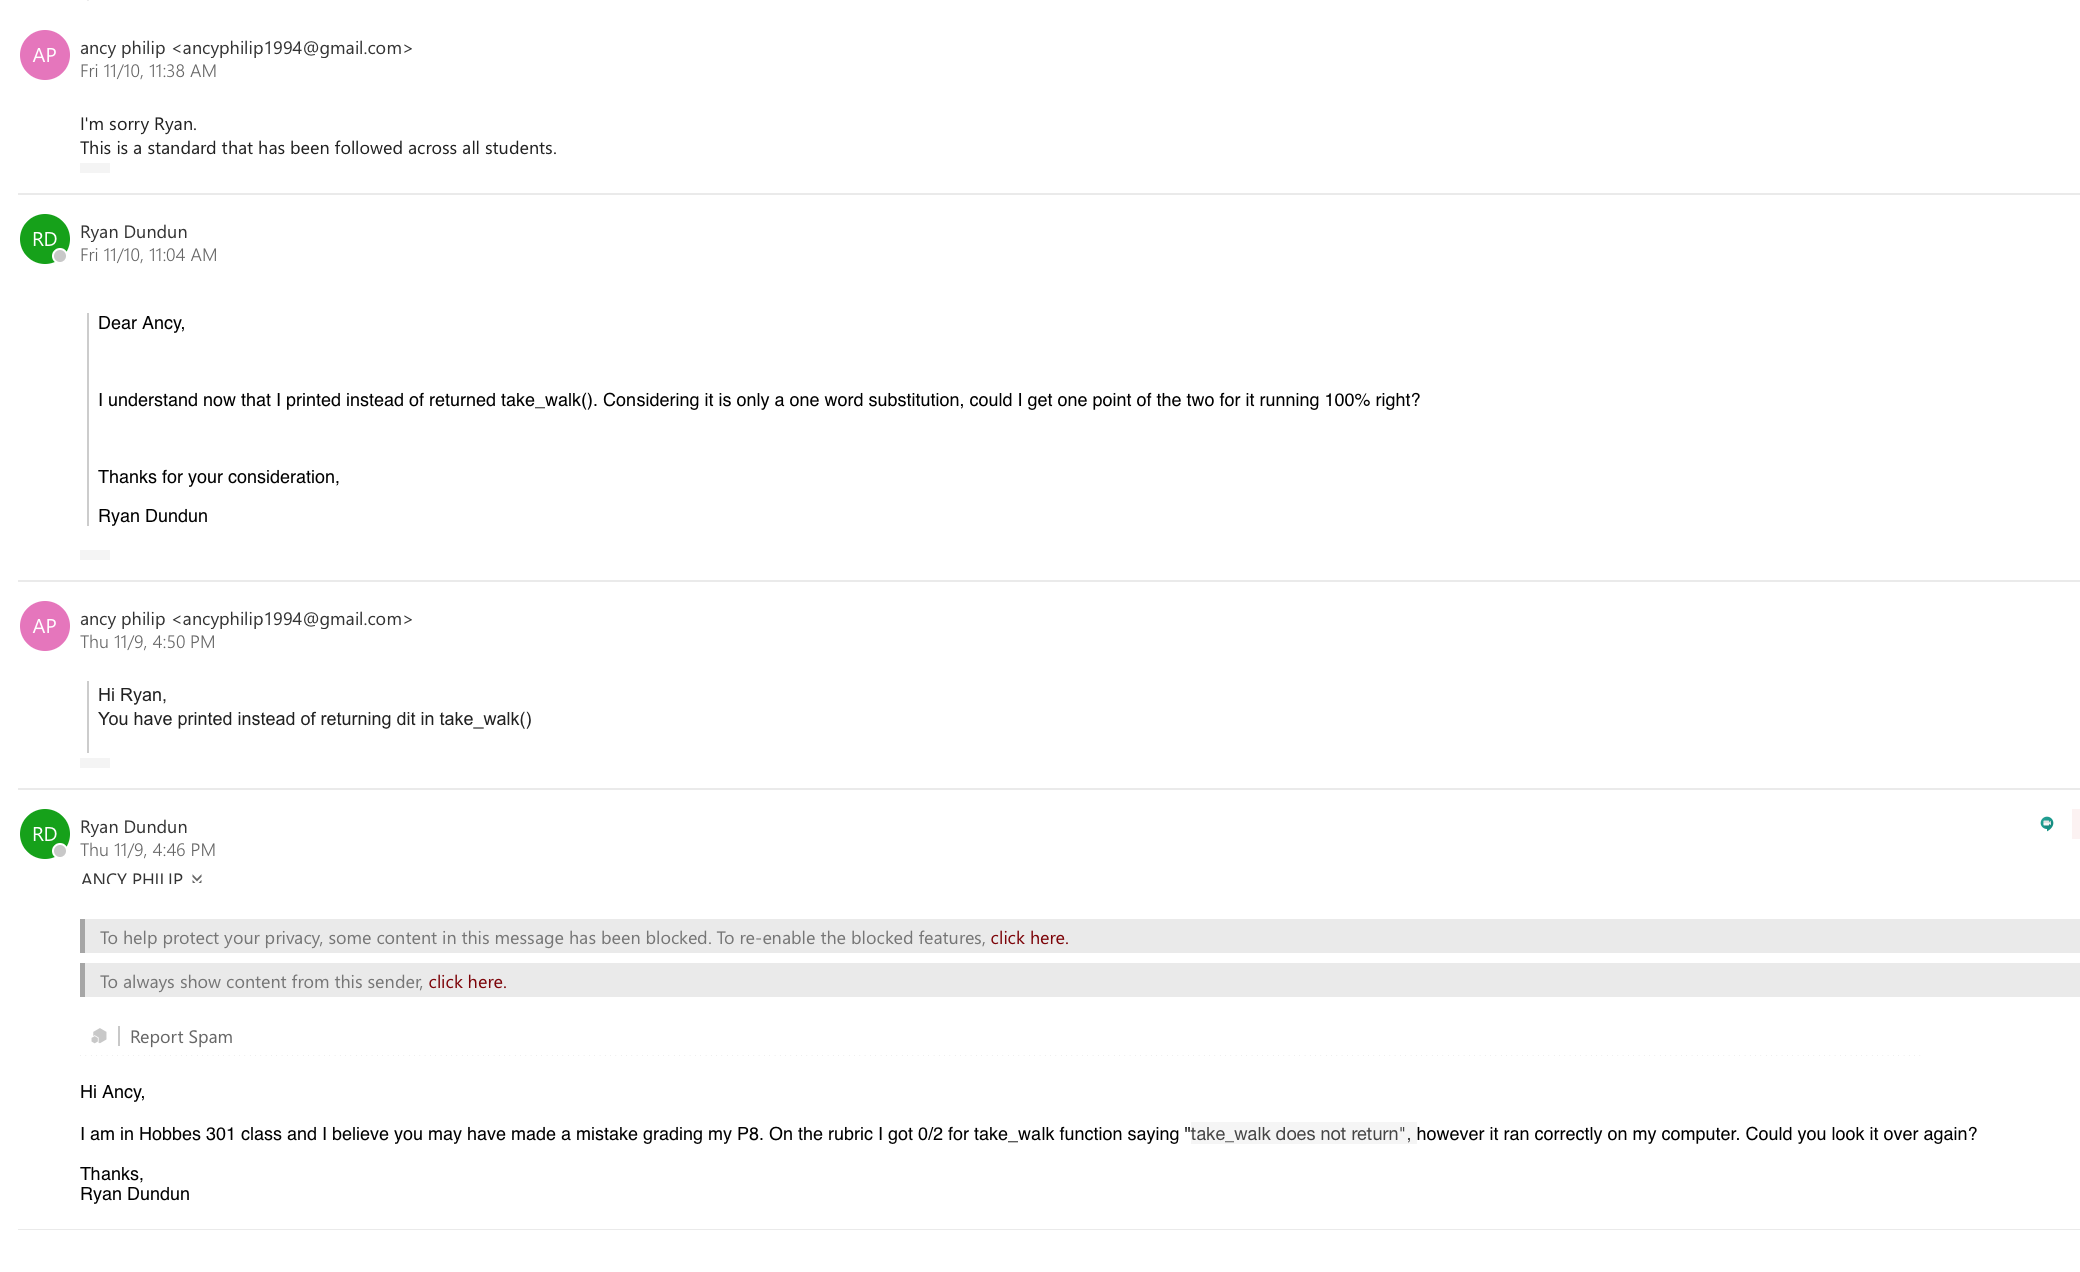 AP
ancy philip <ancyphilip1994@gmail.com>
Fri 11/10, 11:38 AM
I'm sorry Ryan.
This is a standard that has been followed across all students.
RD
Ryan Dundun
Fri 11/10, 11:04 AM
Dear Ancy,
I understand now that I printed instead of returned take_walk(). Considering it is only a one word substitution, could I get one point of the two for it running 100% right?
Thanks for your consideration,
Ryan Dundun
AP
ancy philip <ancyphilip1994@gmail.com>
Thu 11/9, 4:50 PM
Hi Ryan,
You have printed instead of returning dit in take_walk()
RD
Ryan Dundun
Thu 11/9, 4:46 PM
ANCY PHILIP
To help protect your privacy, some content in this message has been blocked. To re-enable the blocked features, click here.
To always show content from this sender, click here.
Report Spam
Hi Ancy,
I am in Hobbes 301 class and I believe you may have made a mistake grading my P8. On the rubric I got 0/2 for take_walk function saying "take_walk does not return", however it ran correctly on my computer. Could you look it over again?
Thanks,
Ryan Dundun